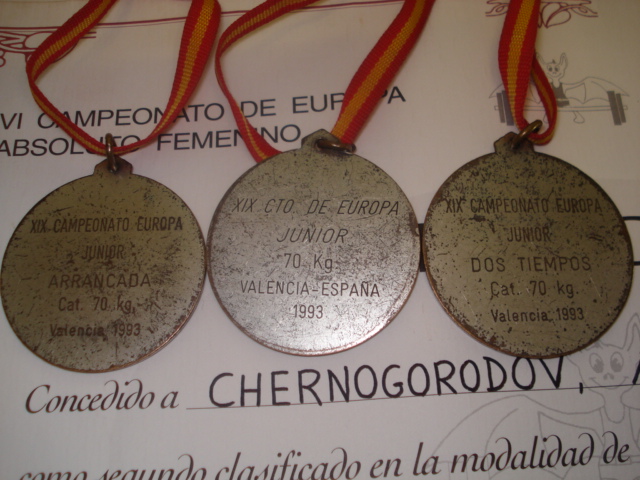 VI CAMPEONATO DE EUROPA
ABSOLUTO FEMENINO
XIX CAMPEONATO EUROPA
JUNIOR
ARRANCADA
Cat. 70 kg.
Valencia, 1993
XIX CTO. DE EUROPA
JUNIOR
70 Kg.
VALENCIA-ESPAÑA
1993
XIX CAMPEONATO EUROPA
JUNIOR
DOS TIEMPOS
Cat. 70 kg.
Valencia, 1993
Concedido a CHERNOGORODOV,
como segundo clasificado en la modalidad de